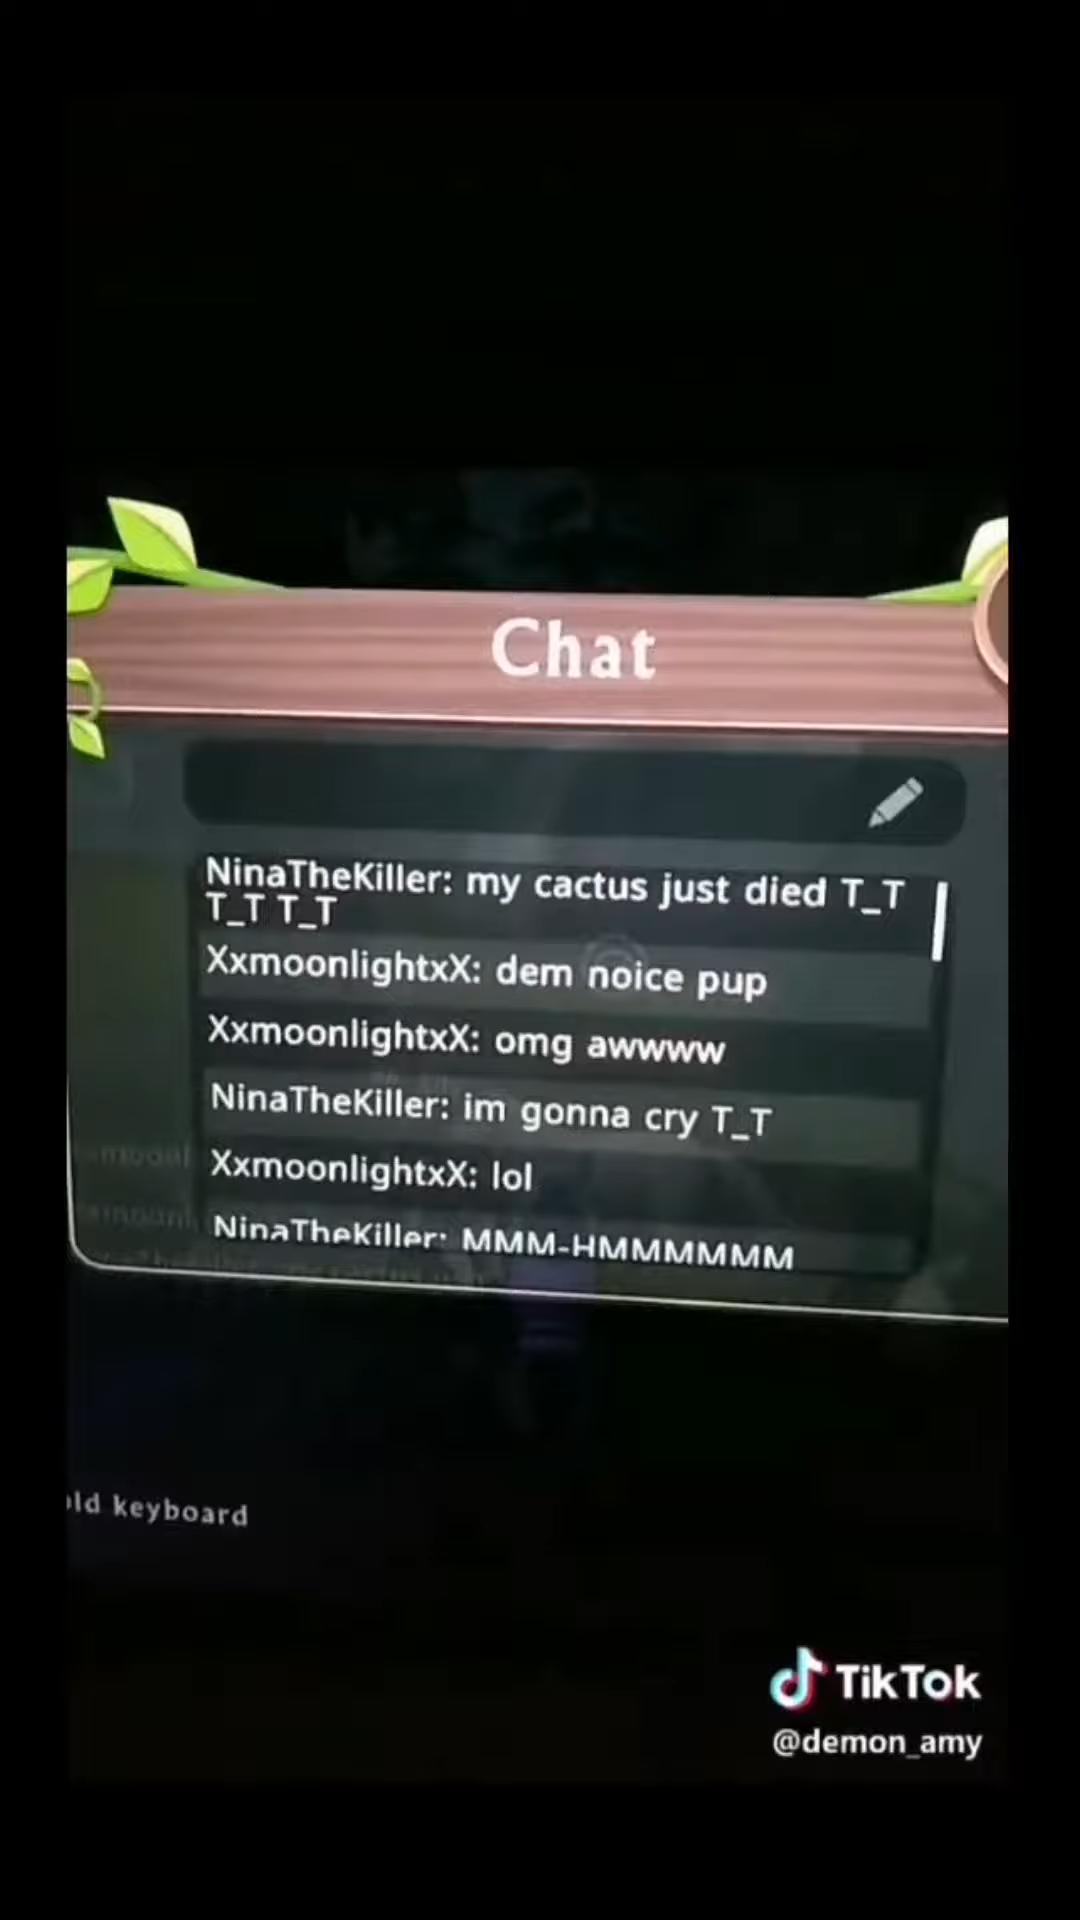 Chat
NinaTheKiller: my cactus just died T_T
T_T T_T
XxmoonlightxX: dem noice pup
XxmoonlightxX: omg awwww
NinaTheKiller: im gonna cry T_T
XxmoonlightxX: lol
NinaTheKiller: MMM-HMMMMMM
old keyboard
TikTok
@demon_amy